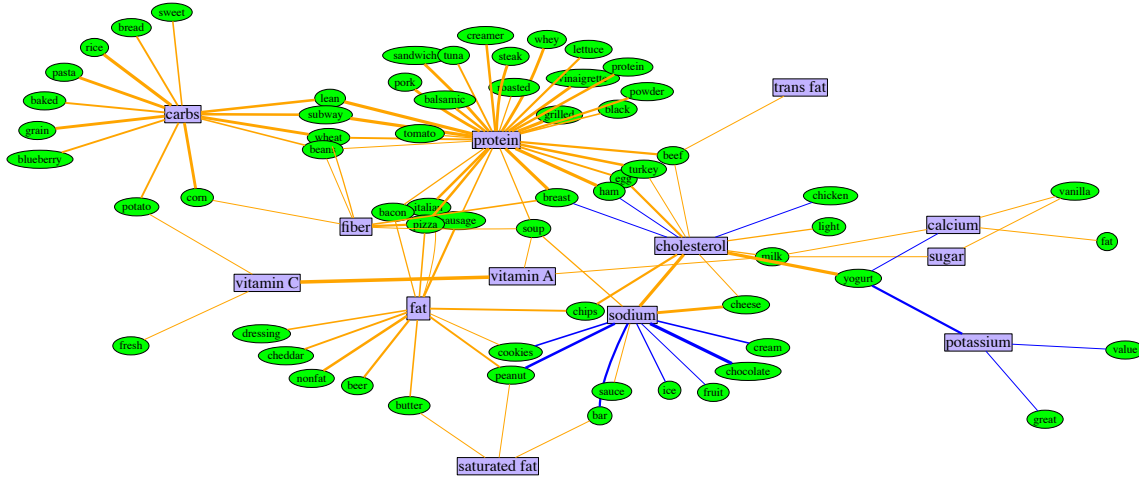 sweet
bread
creamer
whey
rice
lettuce
sandwich
tuna
steak
protein
pasta
vinaigrette
pork
roasted
trans fat
powder
lean
balsamic
baked
carbs
subway
grilled
black
grain
wheat
tomato
protein
beans
beef
blueberry
turkey
egg
ham
vanilla
corn
breast
chicken
potato
bacon
italian
pizza
sausage
fiber
soup
light
calcium
fat
cholesterol
milk
sugar
vitamin C
vitamin A
yogurt
fat
chips
cheese
sodium
dressing
fresh
cheddar
cookies
cream
potassium
value
nonfat
beer
peanut
chocolate
sauce
ice
fruit
butter
bar
great
saturated fat